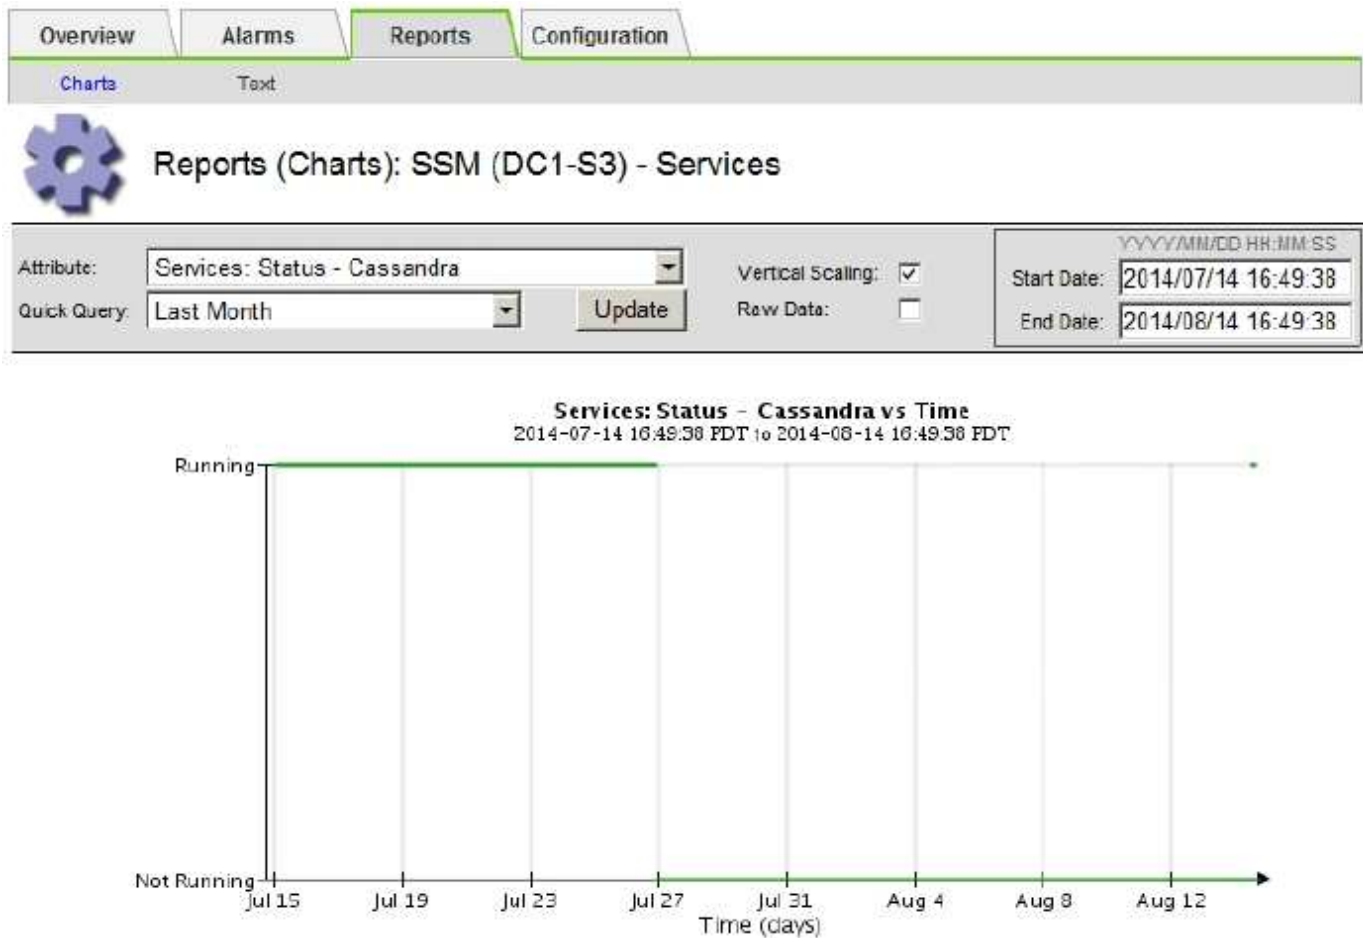 Overview Alarms Reports Configuration
Charts Text
Reports (Charts): SSM (DC1-S3) - Services
YYYY/MM/DD HH:MM:SS
Attribute: Services: Status - Cassandra Vertical Scaling: Start Date: 2014/07/14 16:49:38
Quick Query: Last Month Update Raw Data: End Date: 2014/08/14 16:49:38
Services: Status - Cassandra vs Time
2014-07-14 16:49:38 PDT to 2014-08-14 16:49:38 PDT
Running
Not Running
Jul 15 Jul 19 Jul 23 Jul 27 Jul 31 Aug 4 Aug 8 Aug 12
Time (days)